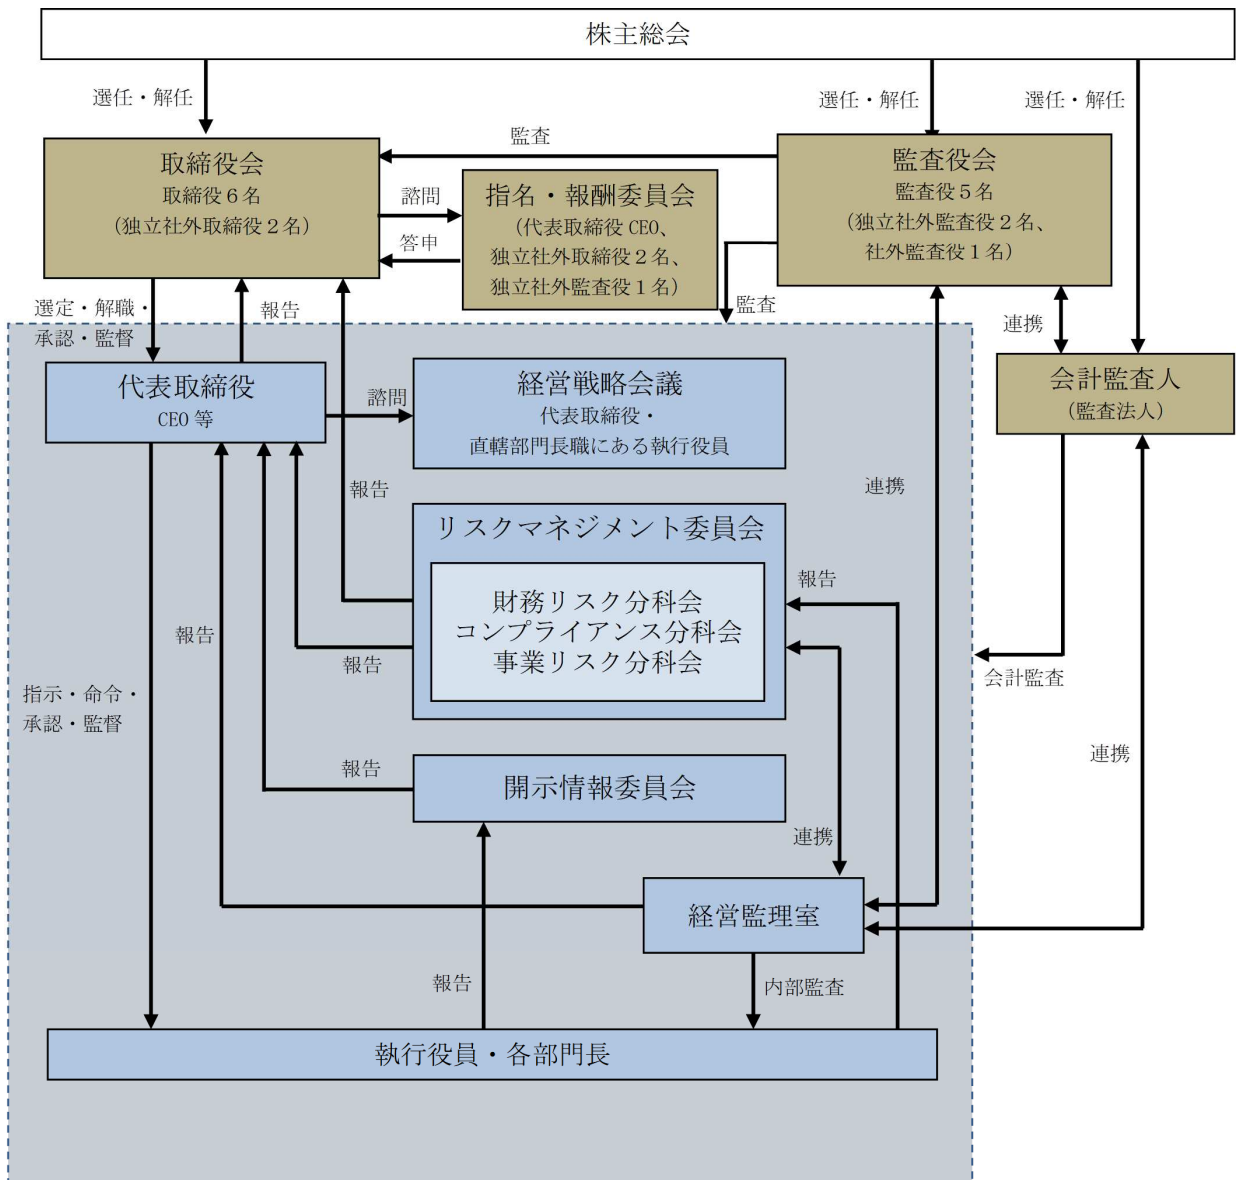 株主総会
選任・解任
選任・解任
選任・解任
取締役会
取締役6名
(独立社外取締役2名)
監査
監査役会
監査役5名
(独立社外監査役2名、
社外監査役1名)
諮問
答申
指名・報酬委員会
(代表取締役 CEO、
独立社外取締役2名、
独立社外監査役1名)
選定・解職・
承認・監督
報告
監査
連携
会計監査人
(監査法人)
代表取締役
CEO 等
諮問
経営戦略会議
代表取締役・
直轄部門長職にある執行役員
報告
連携
リスクマネジメント委員会
財務リスク分科会
コンプライアンス分科会
事業リスク分科会
報告
報告
報告
会計監査
指示・命令・
承認・監督
報告
開示情報委員会
連携
連携
経営監理室
報告
内部監査
執行役員・各部門長